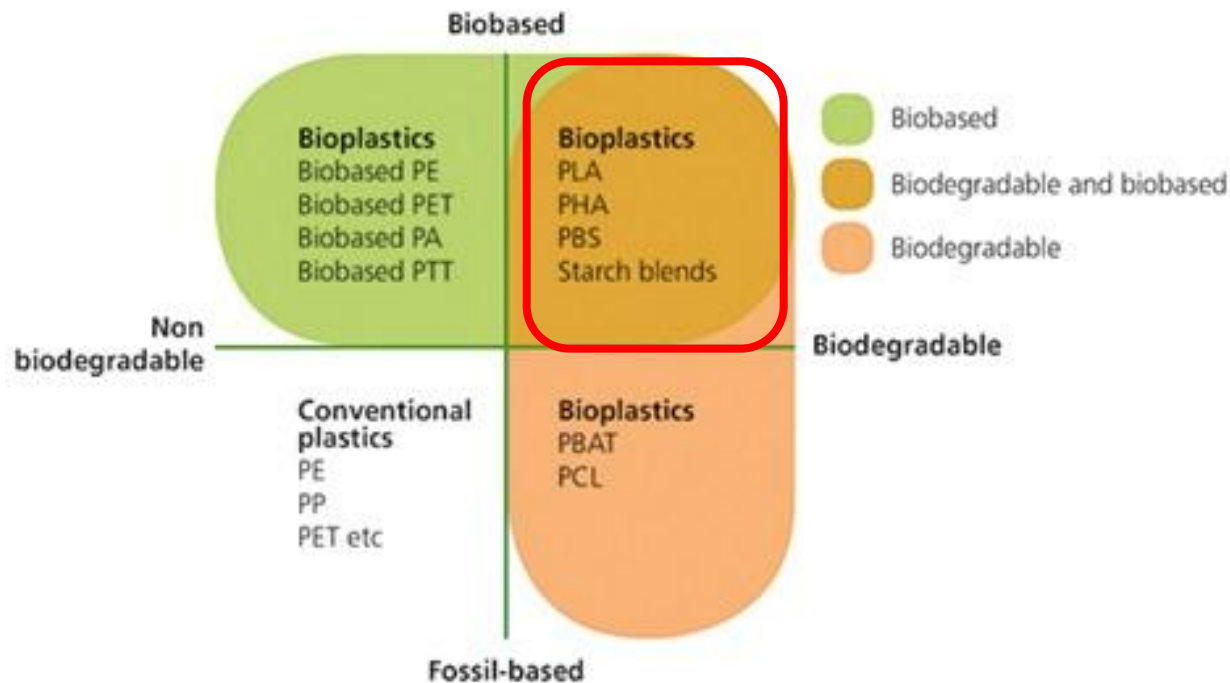 Biobased
Bioplastics
Biobased PE
Biobased PET
Biobased PA
Biobased PTT
Bioplastics
PLA
PHA
PBS
Starch blends
Biobased
Biodegradable and biobased
Biodegradable
Non
biodegradable
Biodegradable
Conventional
plastics
PE
PP
PET etc
Bioplastics
PBAT
PCL
Fossil-based